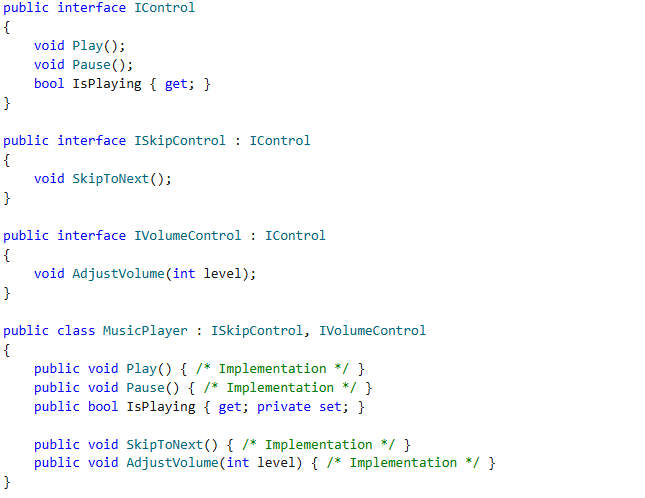 public interface IControl
{
    void Play();
    void Pause();
    bool IsPlaying { get; }
}

public interface ISkipControl : IControl
{
    void SkipToNext();
}

public interface IVolumeControl : IControl
{
    void AdjustVolume(int level);
}

public class MusicPlayer : ISkipControl, IVolumeControl
{
    public void Play() { /* Implementation */ }
    public void Pause() { /* Implementation */ }
    public bool IsPlaying { get; private set; }

    public void SkipToNext() { /* Implementation */ }
    public void AdjustVolume(int level) { /* Implementation */ }
}